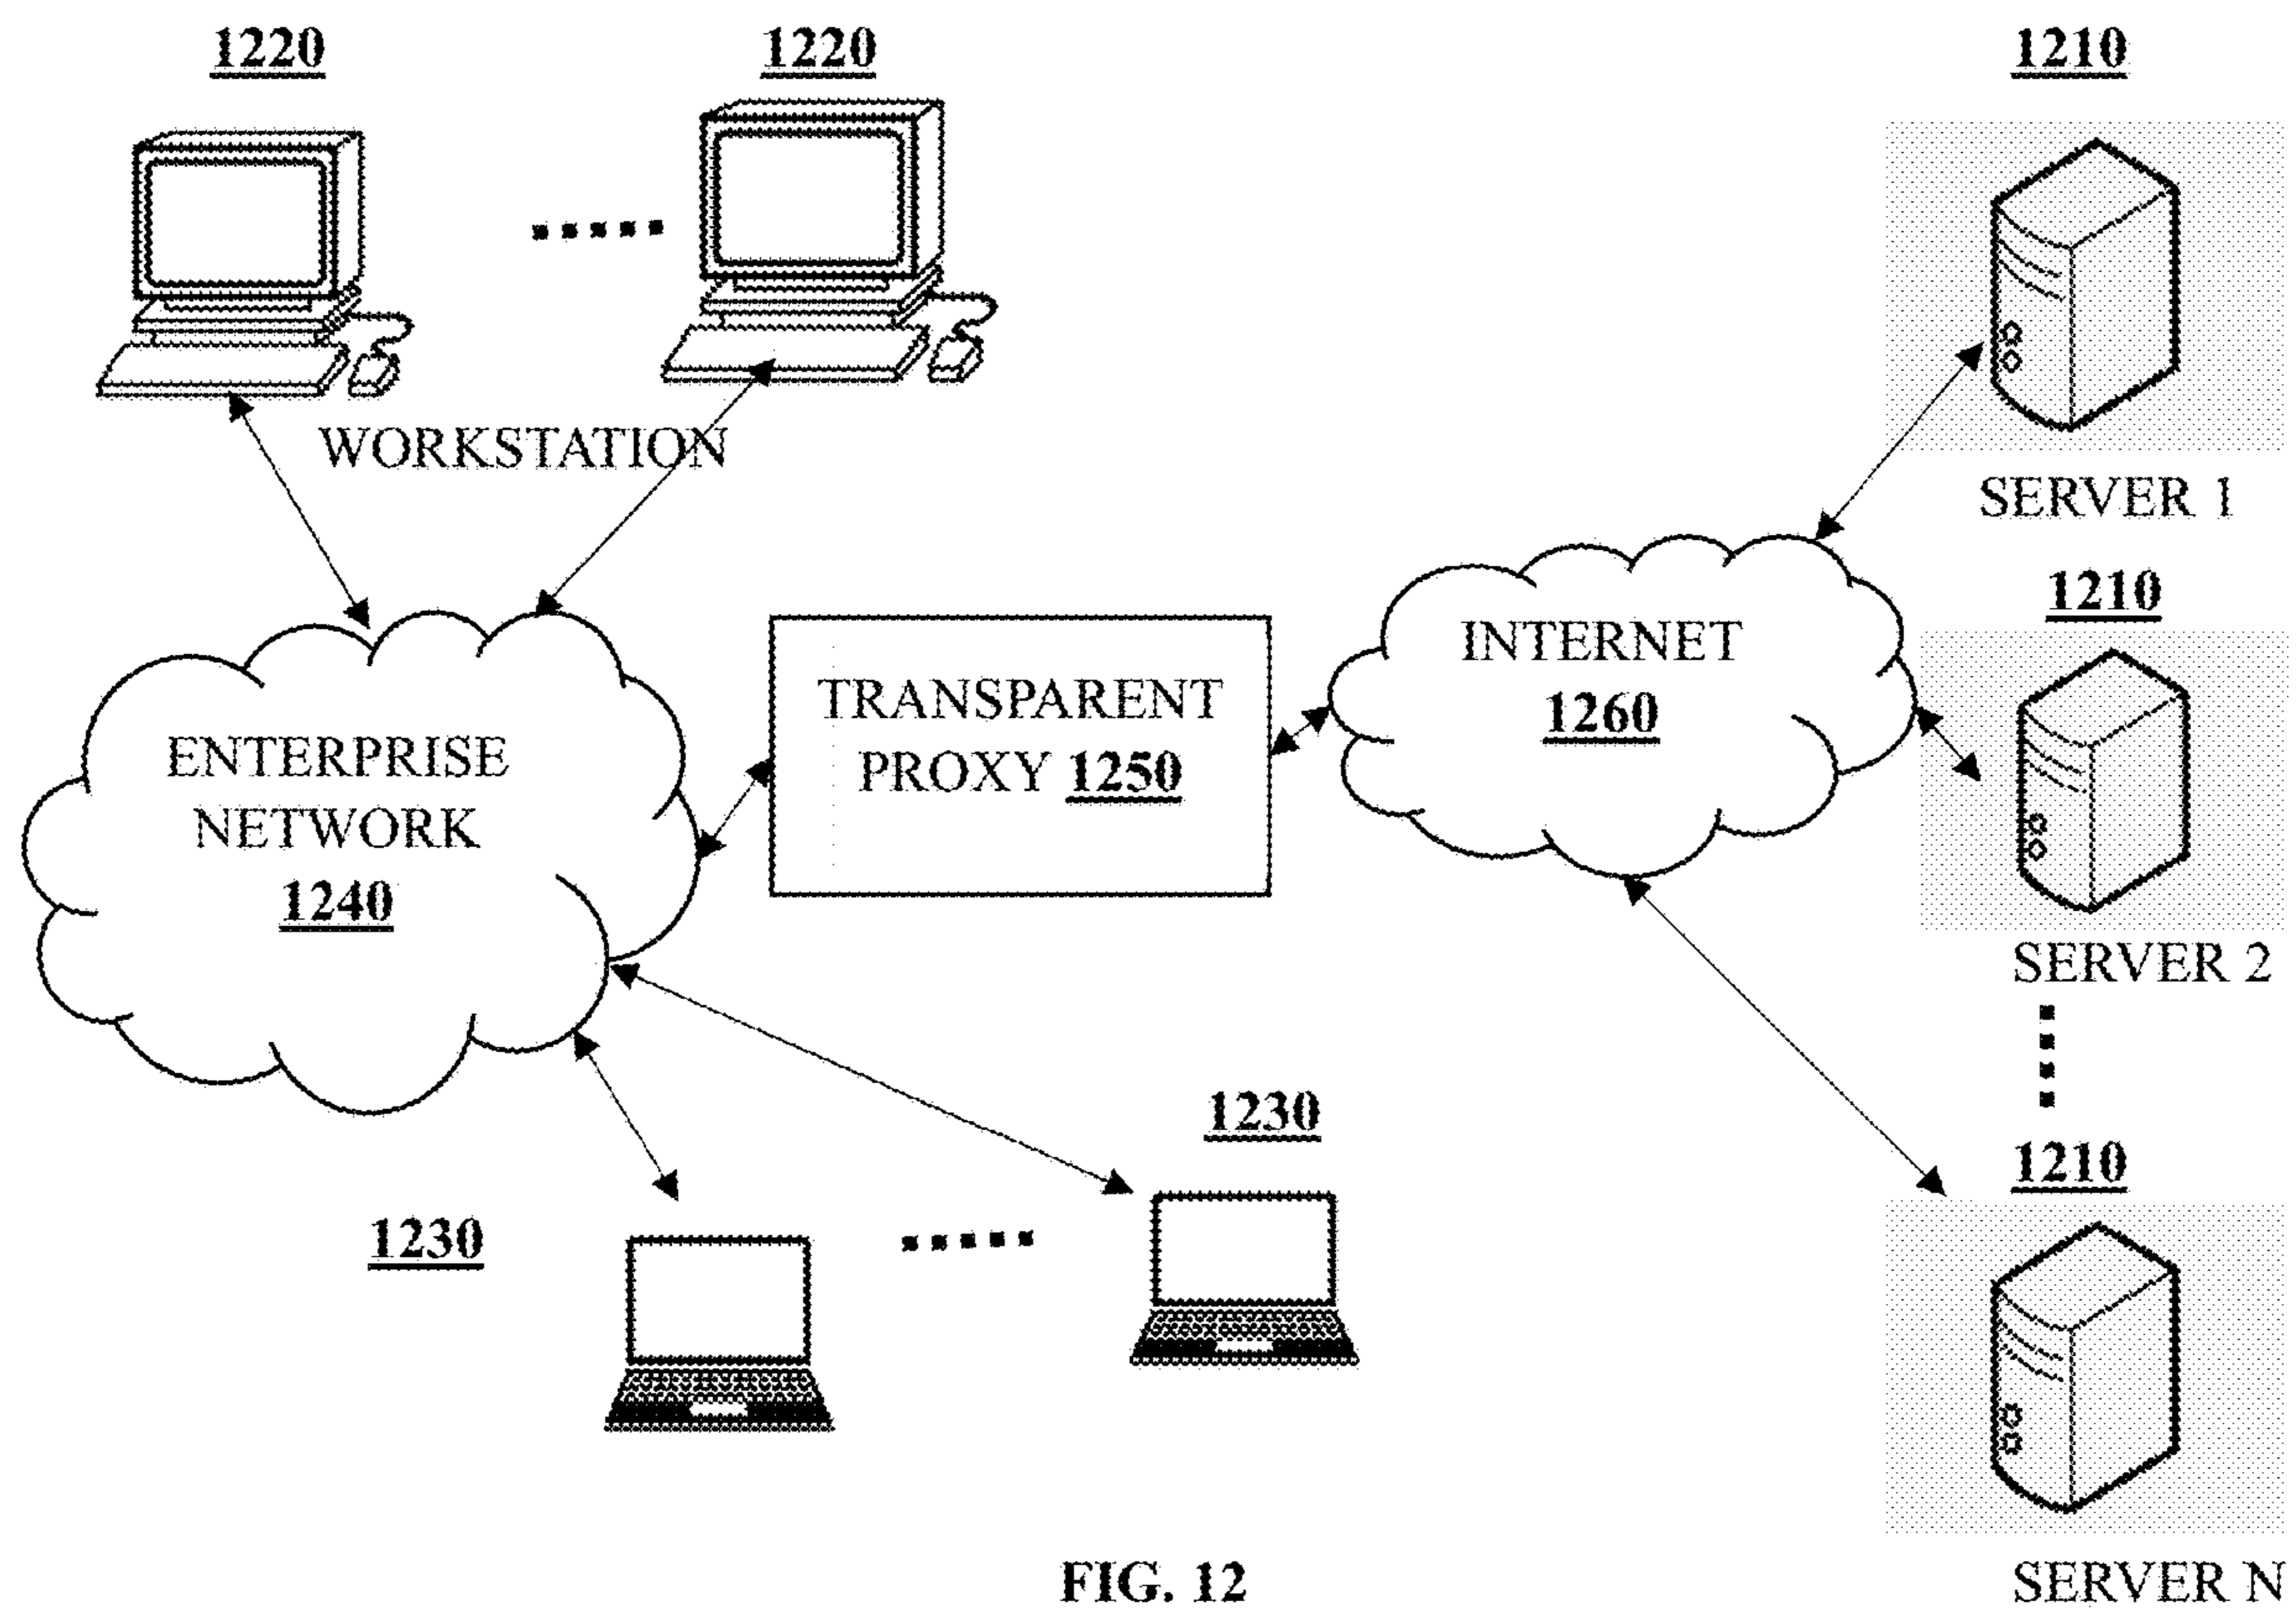 1220
1220
1210
WORKSTATION
SERVER 1
1210
INTERNET
1260
TRANSPARENT
PROXY 1250
ENTERPRISE
NETWORK
1240
SERVER 2
1230
1210
1230
FIG. 12
SERVER N